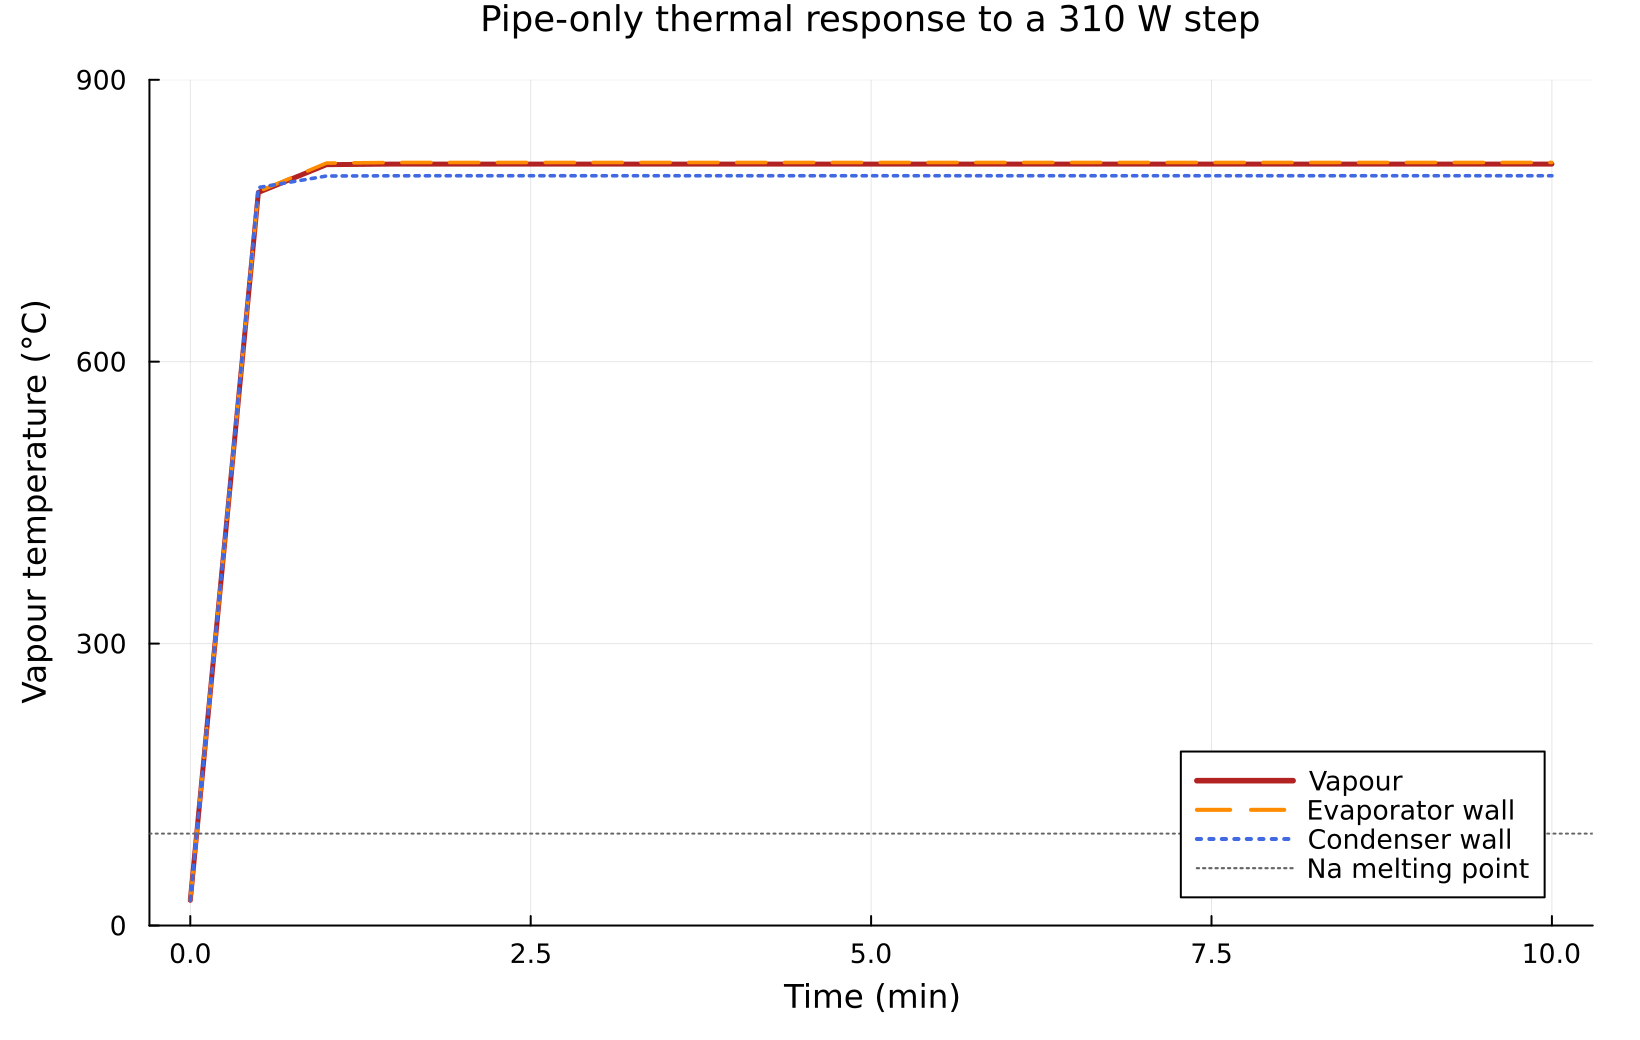 Pipe-only thermal response to a 310 W step
Vapour temperature (°C)
900
600
300
0
0.0 2.5 5.0 7.5 10.0
Time (min)
Vapour
Evaporator wall
Condenser wall
Na melting point